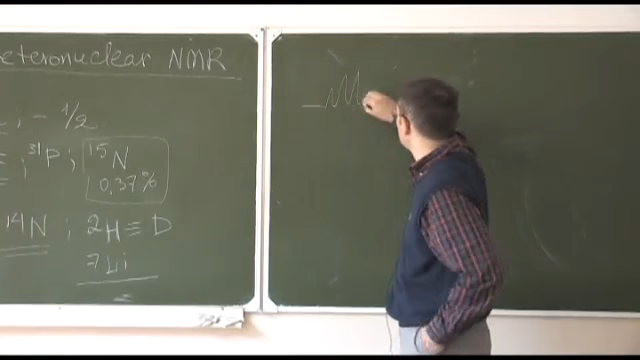 eteronuclear NMR
; - 1/2
; ³¹P ; ¹⁵N
0,37%
¹⁴N ; ²H ≡ D
⁷Li